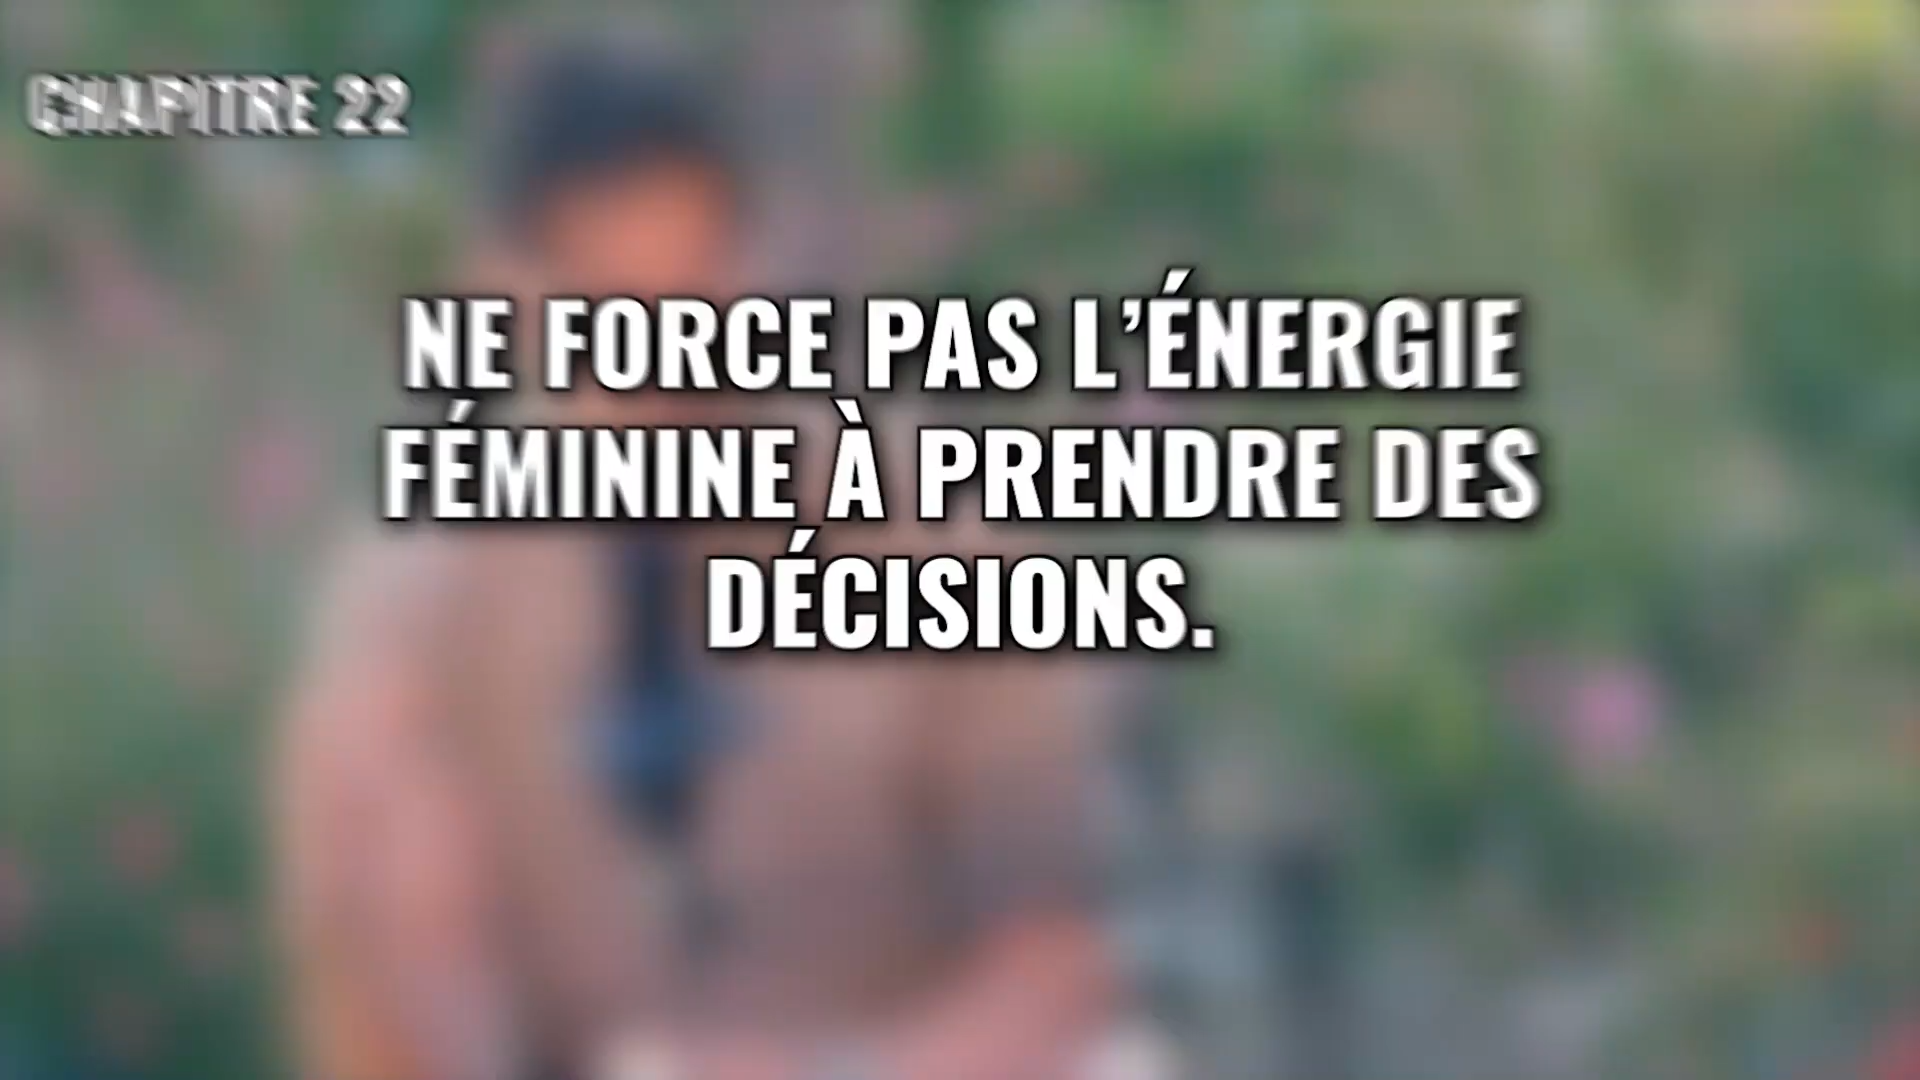 CHAPITRE 22
NE FORCE PAS L’ÉNERGIE
FÉMININE À PRENDRE DES
DÉCISIONS.